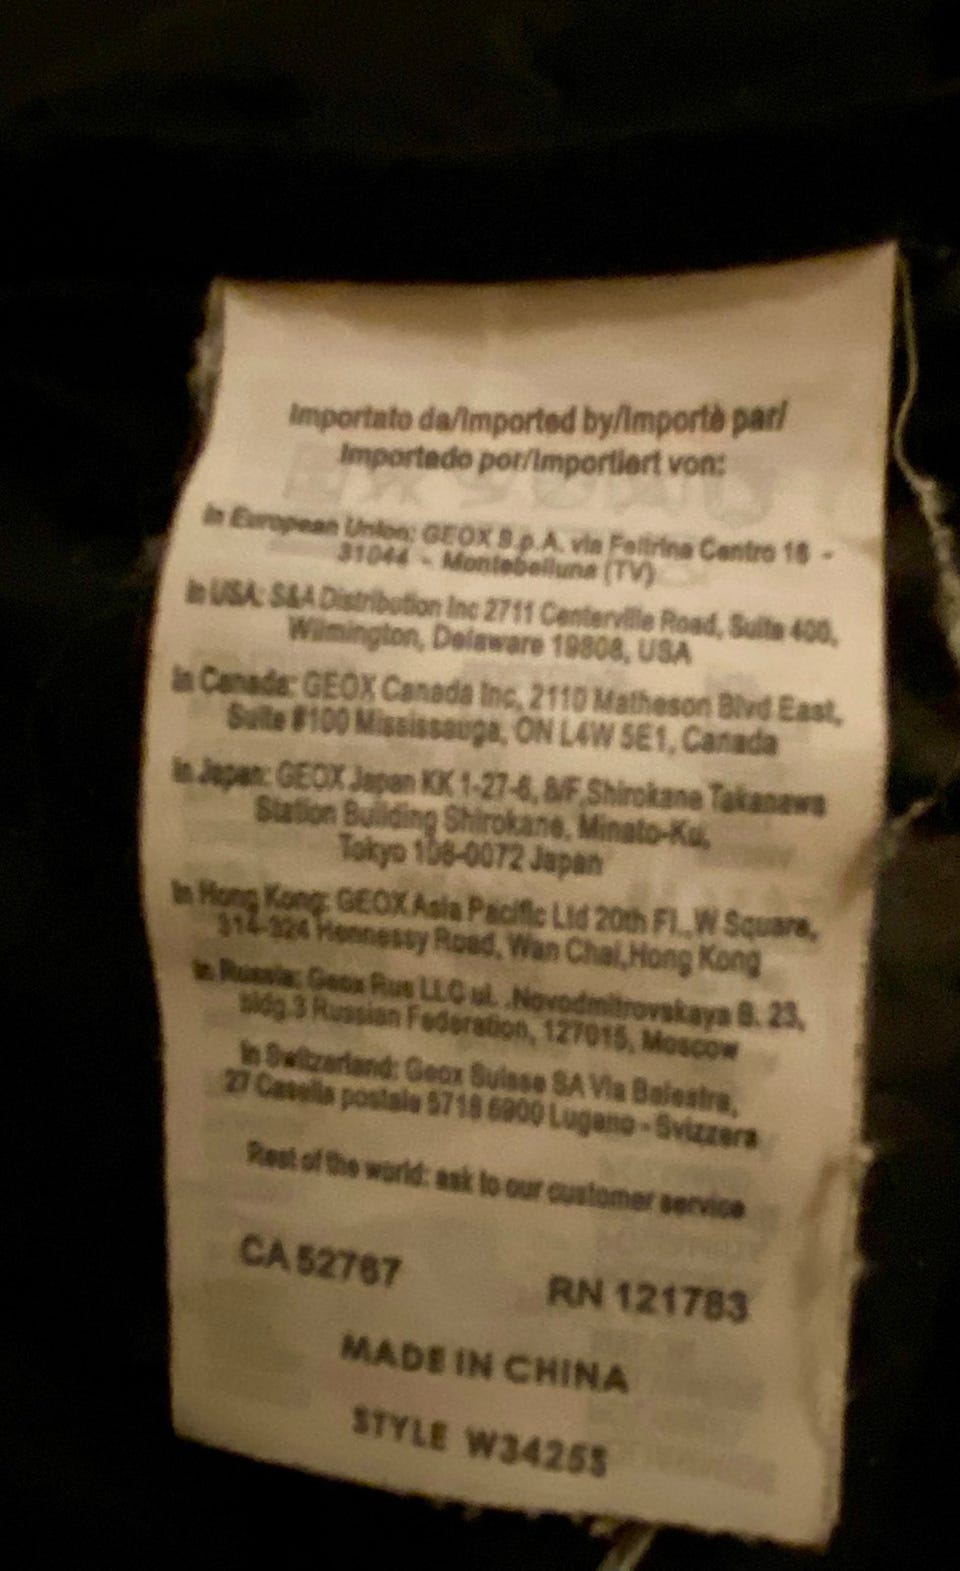 Importato da/Imported by/Importè par/
Importado por/Importiert von:
In European Union: GEOX S.p.A. via Feltrina Centro 16 -
31044 - Montebelluna (TV)
In USA: S&A Distribution Inc 2711 Centerville Road, Suite 400,
Wilmington, Delaware 19808, USA
In Canada: GEOX Canada Inc, 2110 Matheson Blvd East,
Suite #100 Mississauga, ON L4W 5E1, Canada
In Japan: GEOX Japan KK 1-27-6, 8/F,Shirokane Takanawa
Station Building Shirokane, Minato-Ku,
Tokyo 108-0072 Japan
In Hong Kong: GEOX Asia Pacific Ltd 20th Fl., W Square,
314-324 Hennessy Road, Wan Chai,Hong Kong
In Russia: Geox Rus LLC ul. .Novodmitrovskaya B. 23,
bldg.3 Russian Federation, 127015, Moscow
In Switzerland: Geox Suisse SA Via Balestra,
27 Casella postale 5718 6900 Lugano - Svizzera
Rest of the world: ask to our customer service
CA 52767 RN 121783
MADE IN CHINA
STYLE